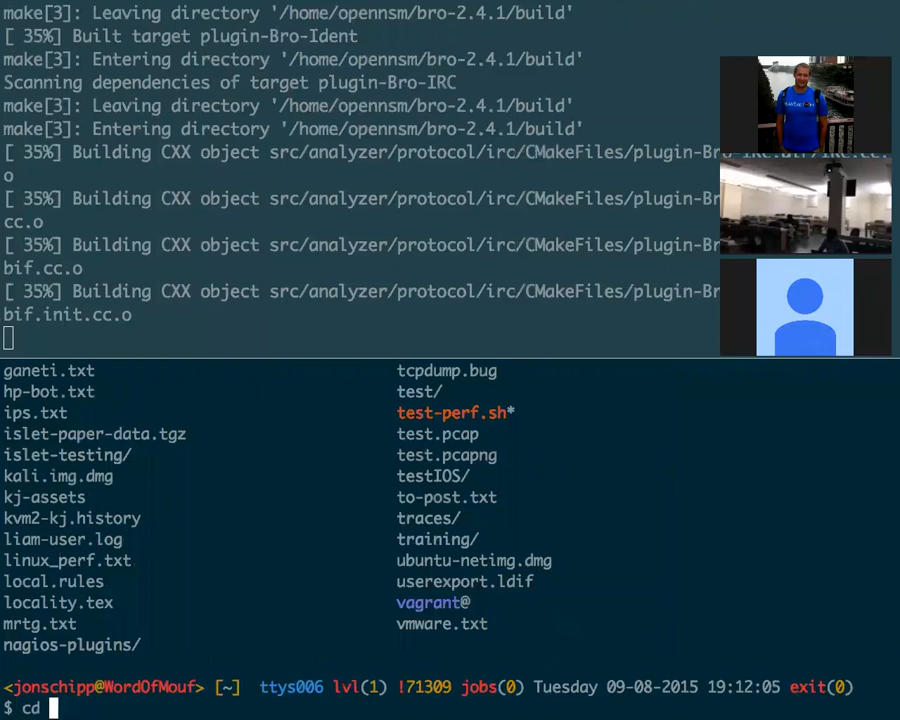 make[3]: Leaving directory '/home/opennsm/bro-2.4.1/build'
[ 35%] Built target plugin-Bro-Ident
make[3]: Entering directory '/home/opennsm/bro-2.4.1/build'
Scanning dependencies of target plugin-Bro-IRC
make[3]: Leaving directory '/home/opennsm/bro-2.4.1/build'
make[3]: Entering directory '/home/opennsm/bro-2.4.1/build'
[ 35%] Building CXX object src/analyzer/protocol/irc/CMakeFiles/plugin-Br
o
[ 35%] Building CXX object src/analyzer/protocol/irc/CMakeFiles/plugin-Br
cc.o
[ 35%] Building CXX object src/analyzer/protocol/irc/CMakeFiles/plugin-Br
bif.cc.o
[ 35%] Building CXX object src/analyzer/protocol/irc/CMakeFiles/plugin-Br
bif.init.cc.o
ganeti.txt tcpdump.bug
hp-bot.txt test/
ips.txt test-perf.sh*
islet-paper-data.tgz test.pcap
islet-testing/ test.pcapng
kali.img.dmg testIOS/
kj-assets to-post.txt
kvm2-kj.history traces/
liam-user.log training/
linux_perf.txt ubuntu-netimg.dmg
local.rules userexport.ldif
locality.tex vagrant@
mrtg.txt vmware.txt
nagios-plugins/
<jonschipp@WordOfMouf> [~] ttys006 lvl(1) !71309 jobs(0) Tuesday 09-08-2015 19:12:05 exit(0)
$ cd